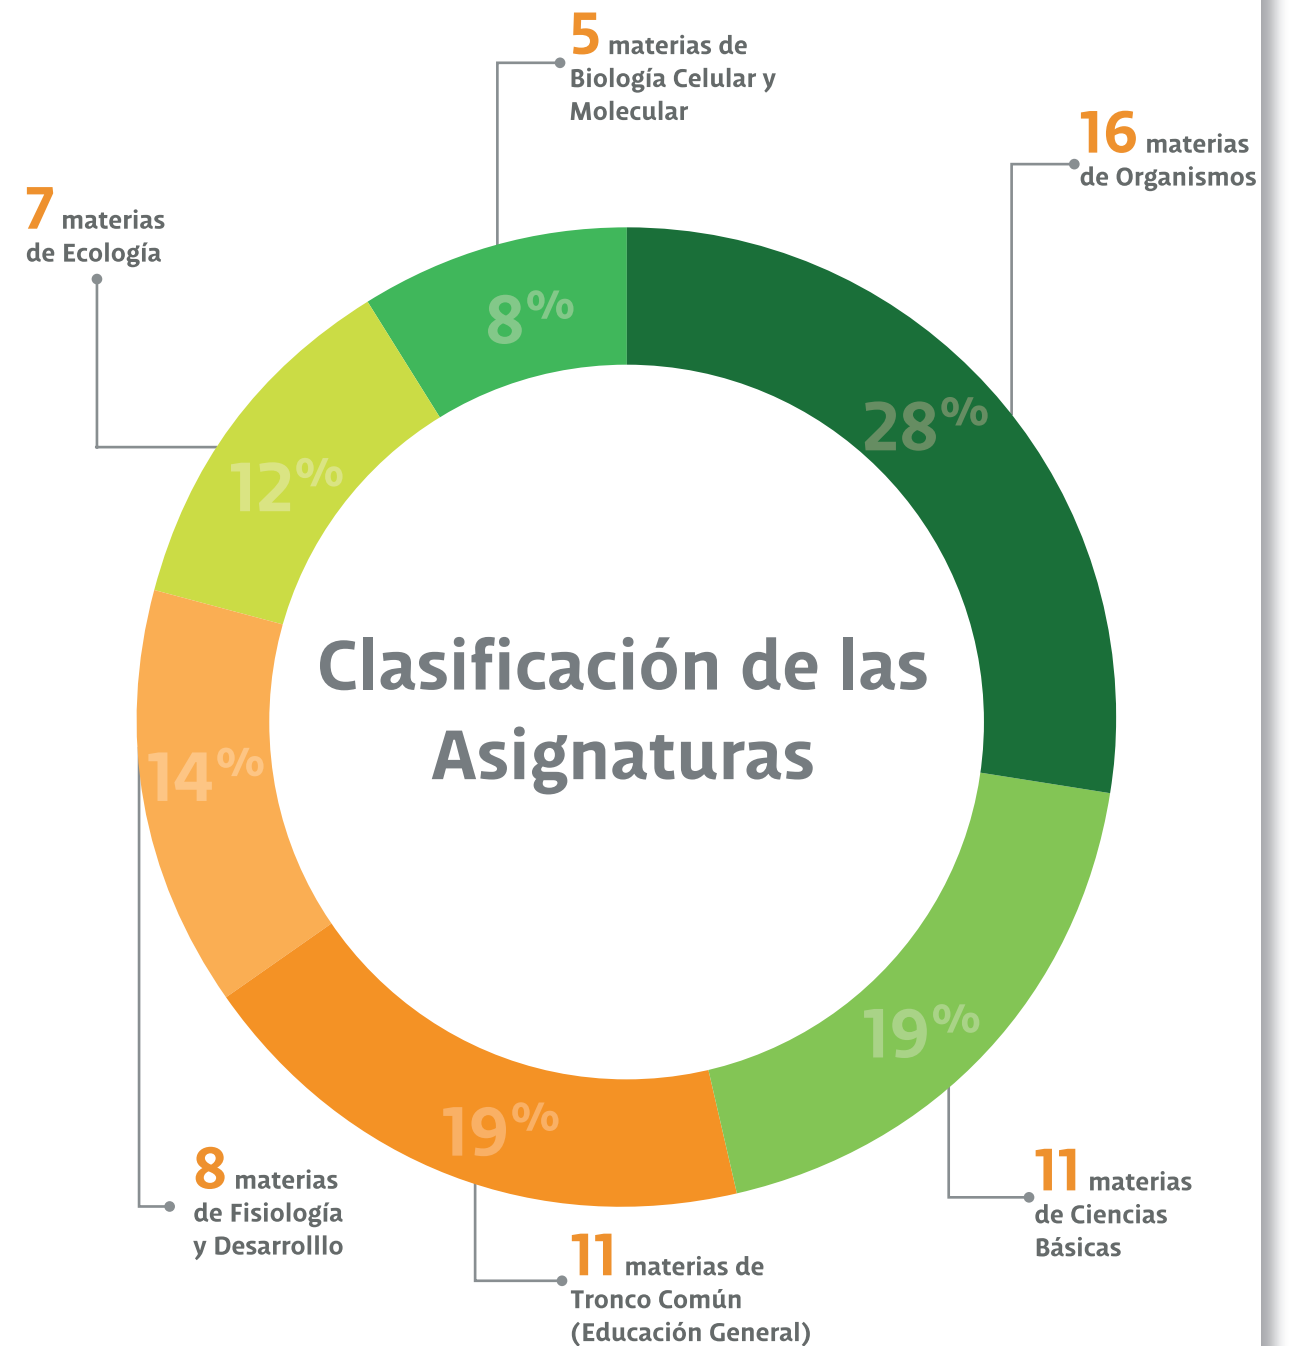 5 materias de
Biología Celular y
Molecular
16 materias
de Organismos
7 materias
de Ecología
8%
28%
12%
Clasificación de las
Asignaturas
14%
19%
19%
8 materias
de Fisiología
y Desarrolllo
11 materias
de Ciencias
Básicas
11 materias de
Tronco Común
(Educación General)